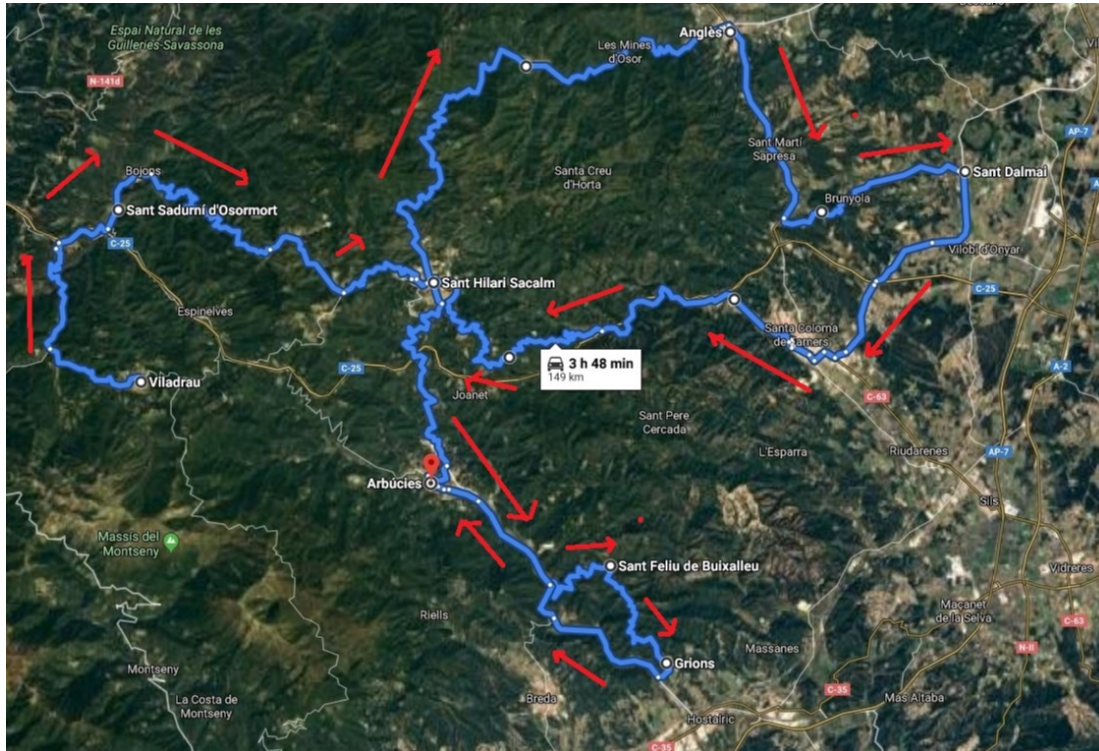 Espai Natural de les
Guilleries-Savassona
N-141d
Anglès
Les Mines
d'Osor
AP-7
Sant Martí
Sapresa
Bojons
Santa Creu
d'Horta
Sant Dalmai
Brunyola
Sant Sadurní d'Osormort
C-25
Vilobí d'Onyar
C-25
Sant Hilari Sacalm
Espinelves
Santa Coloma
de Farners
3 h 48 min
149 km
C-25
A-2
Viladrau
Joanet
C-63
Sant Pere
Cercada
L'Esparra
Riudarenes
AP-7
Arbúcies
Sils
Massís del
Montseny
Sant Feliu de Buixalleu
Vidreres
Riells
Maçanet
de la Selva
C-63
N-II
Massanes
Grions
Montseny
C-35
La Costa de
Montseny
Breda
Mas Altaba
Hostalric
C-35